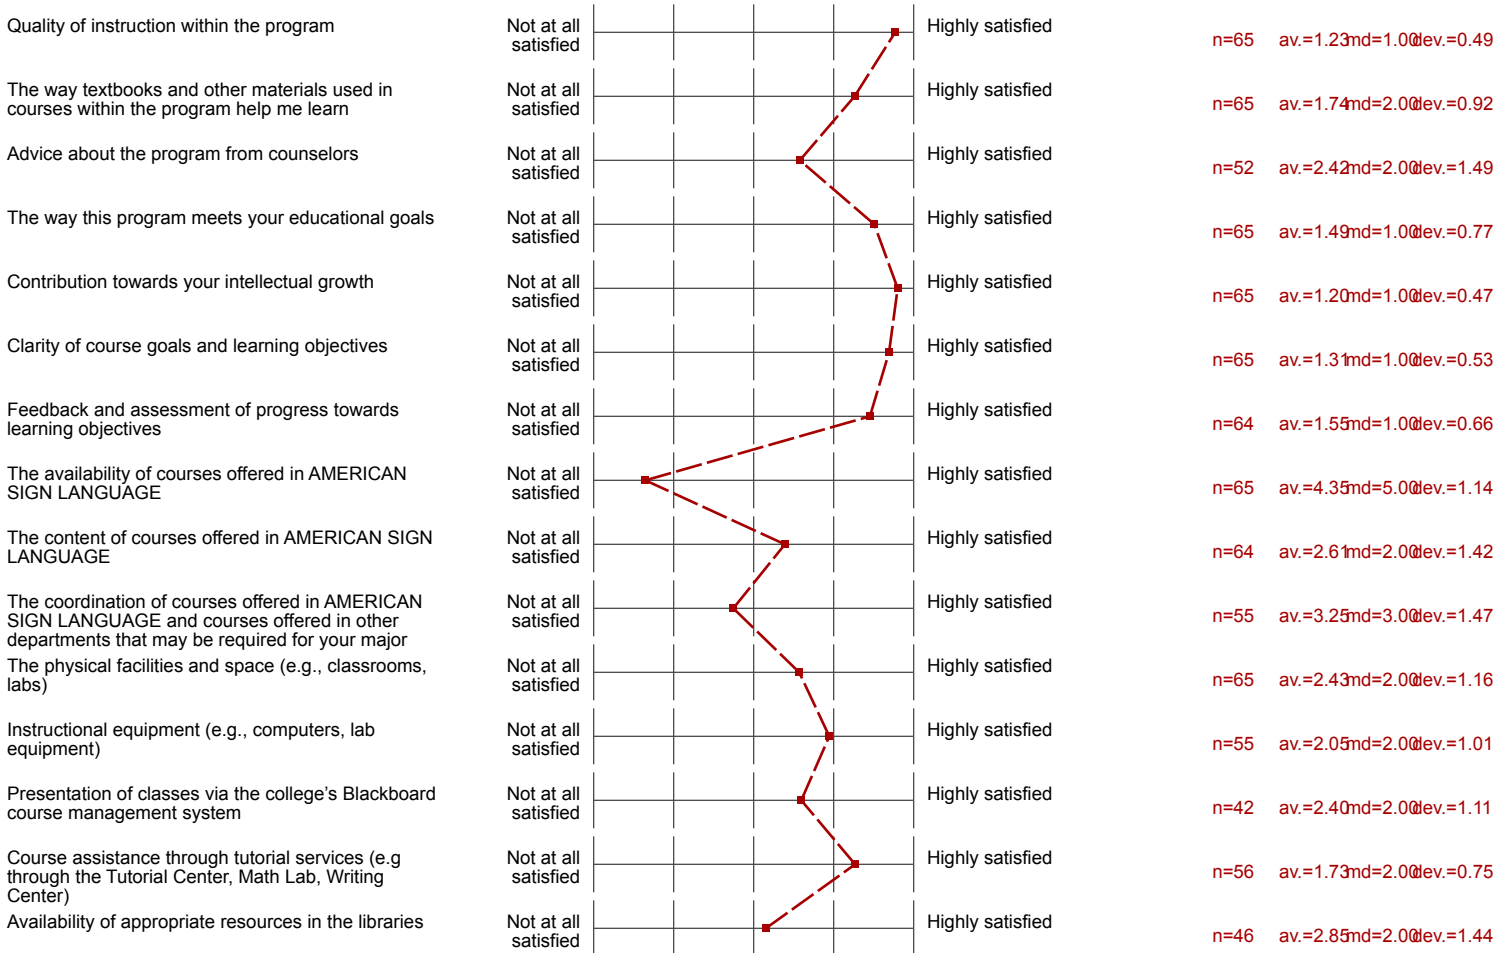 Quality of instruction within the program
Not at all
satisfied
Highly satisfied
n=65 av.=1.23 md=1.00 dev.=0.49
The way textbooks and other materials used in
courses within the program help me learn
Not at all
satisfied
Highly satisfied
n=65 av.=1.74 md=2.00 dev.=0.92
Advice about the program from counselors
Not at all
satisfied
Highly satisfied
n=52 av.=2.42 md=2.00 dev.=1.49
The way this program meets your educational goals
Not at all
satisfied
Highly satisfied
n=65 av.=1.49 md=1.00 dev.=0.77
Contribution towards your intellectual growth
Not at all
satisfied
Highly satisfied
n=65 av.=1.20 md=1.00 dev.=0.47
Clarity of course goals and learning objectives
Not at all
satisfied
Highly satisfied
n=65 av.=1.31 md=1.00 dev.=0.53
Feedback and assessment of progress towards
learning objectives
Not at all
satisfied
Highly satisfied
n=64 av.=1.55 md=1.00 dev.=0.66
The availability of courses offered in AMERICAN
SIGN LANGUAGE
Not at all
satisfied
Highly satisfied
n=65 av.=4.35 md=5.00 dev.=1.14
The content of courses offered in AMERICAN SIGN
LANGUAGE
Not at all
satisfied
Highly satisfied
n=64 av.=2.61 md=2.00 dev.=1.42
The coordination of courses offered in AMERICAN
SIGN LANGUAGE and courses offered in other
departments that may be required for your major
Not at all
satisfied
Highly satisfied
n=55 av.=3.25 md=3.00 dev.=1.47
The physical facilities and space (e.g., classrooms,
labs)
Not at all
satisfied
Highly satisfied
n=65 av.=2.43 md=2.00 dev.=1.16
Instructional equipment (e.g., computers, lab
equipment)
Not at all
satisfied
Highly satisfied
n=55 av.=2.05 md=2.00 dev.=1.01
Presentation of classes via the college's Blackboard
course management system
Not at all
satisfied
Highly satisfied
n=42 av.=2.40 md=2.00 dev.=1.11
Course assistance through tutorial services (e.g
through the Tutorial Center, Math Lab, Writing
Center)
Not at all
satisfied
Highly satisfied
n=56 av.=1.73 md=2.00 dev.=0.75
Availability of appropriate resources in the libraries
Not at all
satisfied
Highly satisfied
n=46 av.=2.85 md=2.00 dev.=1.44